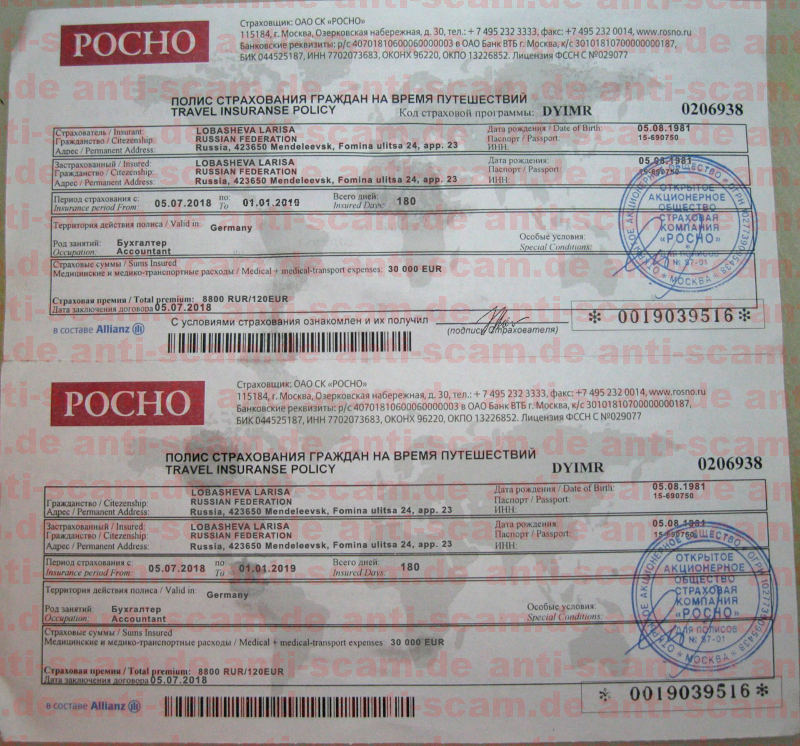 РОСНО
Страховщик: ОАО СК «РОСНО»
115184, г. Москва, Озерковская набережная, д. 30, тел.: + 7 495 232 3333, факс: +7 495 232 0014, www.rosno.ru
Банковские реквизиты: р/с 40701810600060000003 в ОАО Банк ВТБ г. Москва, к/с 30101810700000000187,
БИК 044525187, ИНН 7702073683, ОКОНХ 96220, ОКПО 13226852. Лицензия ФССН С №029077
ПОЛИС СТРАХОВАНИЯ ГРАЖДАН НА ВРЕМЯ ПУТЕШЕСТВИЙ
TRAVEL INSURANSE POLICY Код страховой программы: DYIMR 0206938
Страхователь / Insurant: LOBASHEVA LARISA Дата рождения / Date of Birth: 05.08.1981
Гражданство / Citezenship: RUSSIAN FEDERATION Паспорт / Passport: 15-690750
Адрес / Permanent Address: Russia, 423650 Mendeleevsk, Fomina ulitsa 24, app. 23 ИНН:
Застрахованный / Insured: LOBASHEVA LARISA Дата рождения 05.08.1981
Гражданство / Citezenship: RUSSIAN FEDERATION Паспорт / Passport 15-690750
Адрес / Permanent Address: Russia, 423650 Mendeleevsk, Fomina ulitsa 24, app. 23 ИНН:
Период страхования с: 05.07.2018 по: 01.01.2019 Всего дней: 180
Insurance period From: To Insured Days:
Территория действия полиса / Valid in: Germany
Род занятий: Бухгалтер Особые условия:
Occupation: Accountant Special Conditions:
Страховые суммы / Sums Insured
Медицинские и медико-транспортные расходы / Medical + medical-transport expenses: 30 000 EUR
Страховая премия / Total premium: 8800 RUR/120EUR
Дата заключения договора 05.07.2018
С условиями страхования ознакомлен и их получил
(подпись страхователя)
* 0019039516 *
в составе Allianz
ОТКРЫТОЕ
АКЦИОНЕРНОЕ
ОБЩЕСТВО
СТРАХОВАЯ
КОМПАНИЯ
«РОСНО»
ДЛЯ ПОЛИСОВ
№ 97-01
МОСКВА
РОСНО
Страховщик: ОАО СК «РОСНО»
115184, г. Москва, Озерковская набережная, д. 30, тел.: + 7 495 232 3333, факс: +7 495 232 0014, www.rosno.ru
Банковские реквизиты: р/с 40701810600060000003 в ОАО Банк ВТБ г. Москва, к/с 30101810700000000187,
БИК 044525187, ИНН 7702073683, ОКОНХ 96220, ОКПО 13226852. Лицензия ФССН С №029077
ПОЛИС СТРАХОВАНИЯ ГРАЖДАН НА ВРЕМЯ ПУТЕШЕСТВИЙ
TRAVEL INSURANSE POLICY DYIMR 0206938
LOBASHEVA LARISA Дата рождения / Date of Birth: 05.08.1981
Гражданство / Citezenship: RUSSIAN FEDERATION Паспорт / Passport: 15-690750
Адрес / Permanent Address: Russia, 423650 Mendeleevsk, Fomina ulitsa 24, app. 23 ИНН:
Застрахованный / Insured: LOBASHEVA LARISA Дата рождения 05.08.1981
Гражданство / Citezenship: RUSSIAN FEDERATION Паспорт / Passport: 15-690750
Адрес / Permanent Address: Russia, 423650 Mendeleevsk, Fomina ulitsa 24, app. 23 ИНН:
Период страхования с: 05.07.2018 по 01.01.2019 Всего дней: 180
Insurance period From: To Insured Days:
Территория действия полиса / Valid in: Germany
Род занятий: Бухгалтер Особые условия:
Occupation: Accountant Special Conditions:
Страховые суммы / Sums Insured
Медицинские и медико-транспортные расходы / Medical + medical-transport expenses 30 000 EUR
Страховая премия / Total premium: 8800 RUR/120EUR
Дата заключения договора 05.07.2018
* 0019039516 *
в составе Allianz
ОТКРЫТОЕ
АКЦИОНЕРНОЕ
ОБЩЕСТВО
СТРАХОВАЯ
КОМПАНИЯ
«РОСНО»
ДЛЯ ПОЛИСОВ
№ 97-01
МОСКВА
anti-scam.de